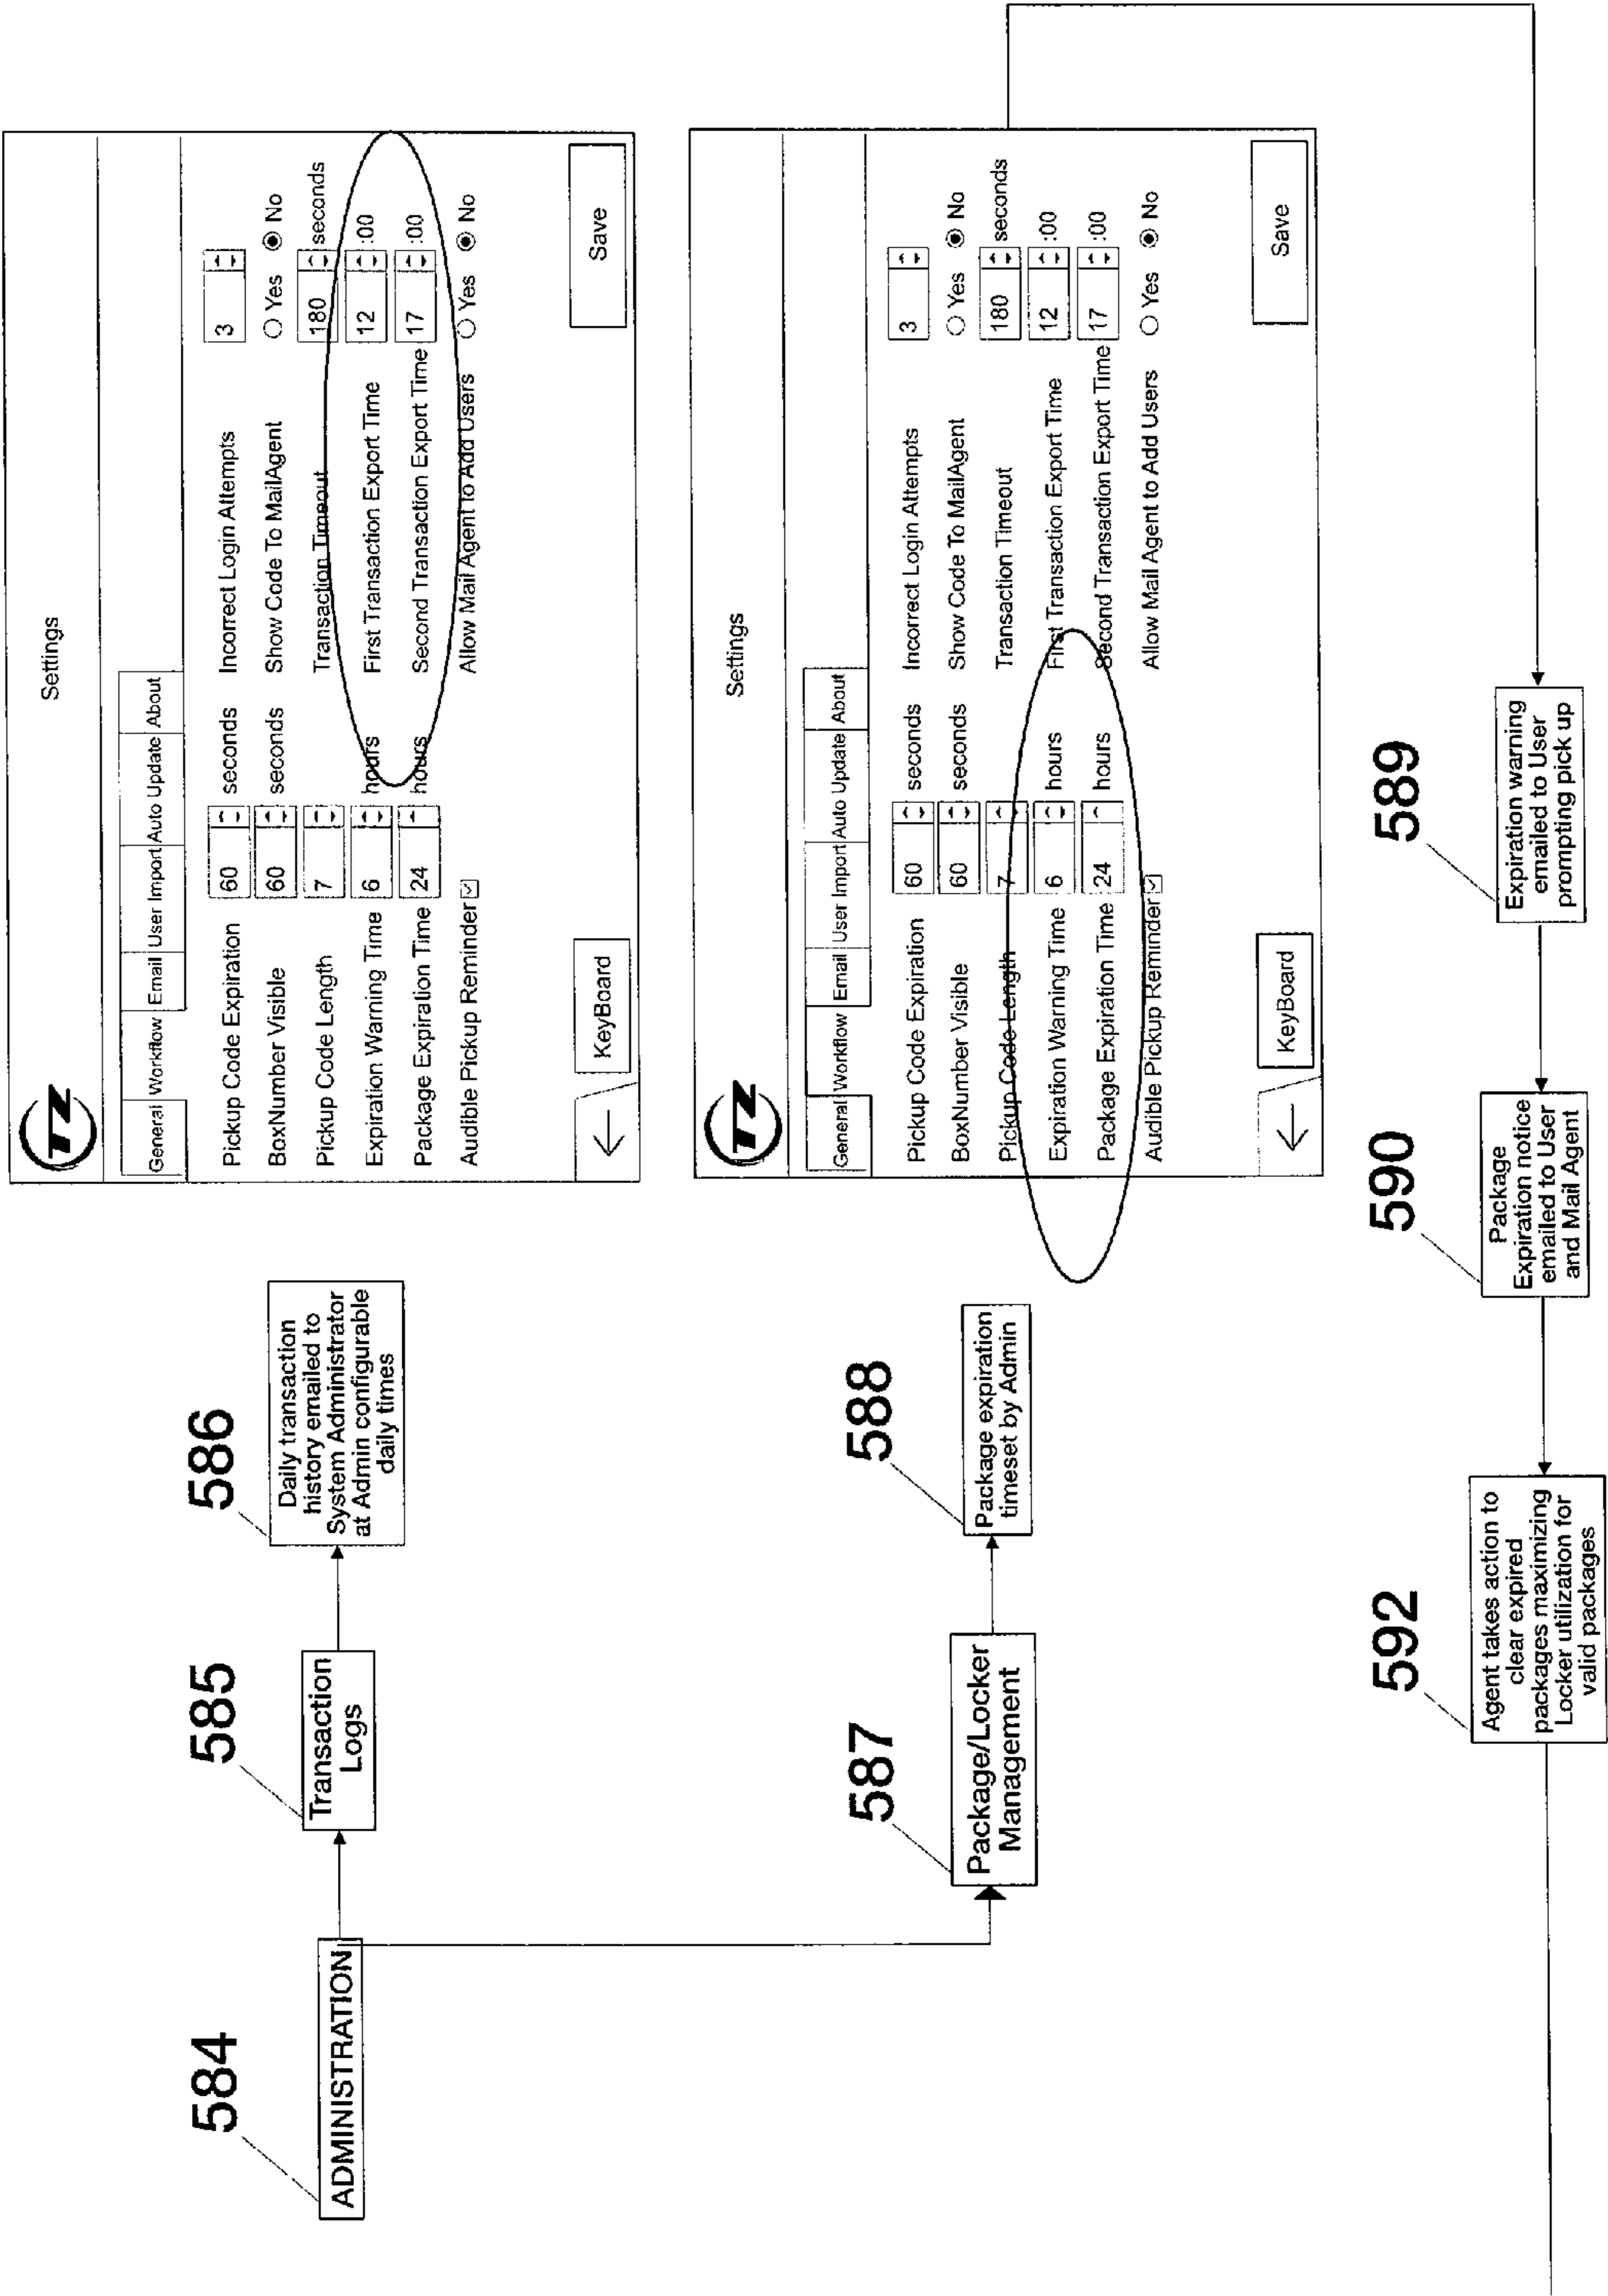 584
ADMINISTRATION
585
Transaction
Logs
586
Daily transaction
history emailed to
System Administrator
at Admin configurable
daily times
TZ
Settings
General Workflow Email User Import Auto Update About
Pickup Code Expiration 60 seconds Incorrect Login Attempts 3
BoxNumber Visible 60 seconds Show Code To MailAgent Yes No
Pickup Code Length 7 Transaction Timeout 180 seconds
Expiration Warning Time 6 hours First Transaction Export Time 12 :00
Package Expiration Time 24 hours Second Transaction Export Time 17 :00
Audible Pickup Reminder Allow Mail Agent to Add Users Yes No
KeyBoard Save
587
Package/Locker
Management
588
Package expiration
timeset by Admin
TZ
Settings
General Workflow Email User Import Auto Update About
Pickup Code Expiration 60 seconds Incorrect Login Attempts 3
BoxNumber Visible 60 seconds Show Code To MailAgent Yes No
Pickup Code Length 7 Transaction Timeout 180 seconds
Expiration Warning Time 6 hours First Transaction Export Time 12 :00
Package Expiration Time 24 hours Second Transaction Export Time 17 :00
Audible Pickup Reminder Allow Mail Agent to Add Users Yes No
KeyBoard Save
589
Expiration warning
emailed to User
prompting pick up
590
Package
Expiration notice
emailed to User
and Mail Agent
592
Agent takes action to
clear expired
packages maximizing
Locker utilization for
valid packages